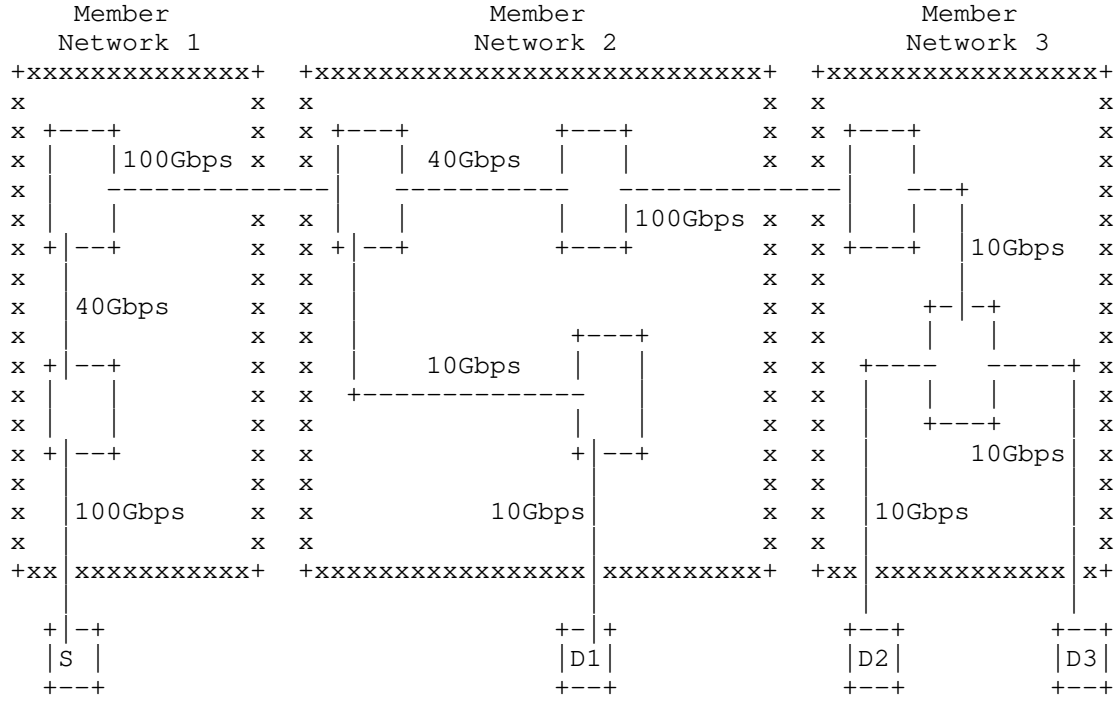 Member Member Member
Network 1 Network 2 Network 3
100Gbps 40Gbps
100Gbps
10Gbps
40Gbps
10Gbps
10Gbps
100Gbps 10Gbps 10Gbps
S D1 D2 D3